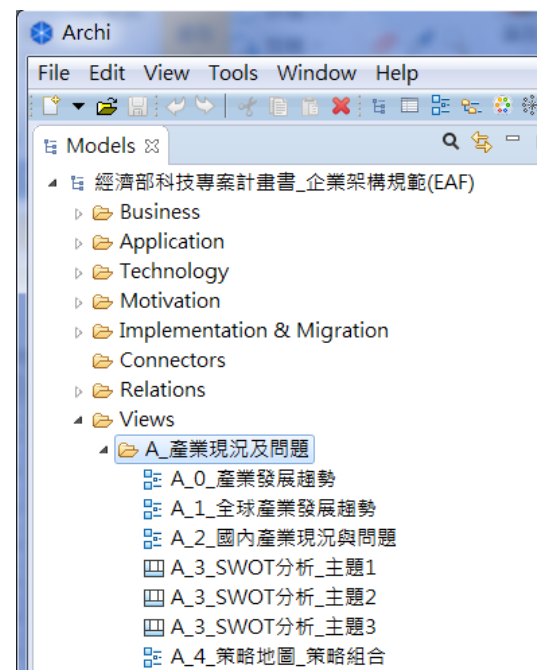 Archi
File Edit View Tools Window Help
Models
經濟部科技專案計畫書_企業架構規範(EAF)
Business
Application
Technology
Motivation
Implementation & Migration
Connectors
Relations
Views
A_產業現況及問題
A_0_產業發展趨勢
A_1_全球產業發展趨勢
A_2_國內產業現況與問題
A_3_SWOT分析_主題1
A_3_SWOT分析_主題2
A_3_SWOT分析_主題3
A_4_策略地圖_策略組合